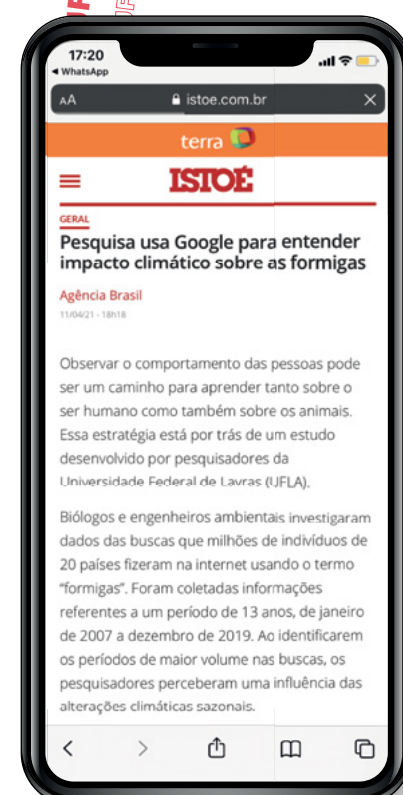 17:20
WhatsApp
AA
istoe.com.br
terra
ISTOÉ
GERAL
Pesquisa usa Google para entender
impacto climático sobre as formigas
Agência Brasil
11/04/21 - 18h18
Observar o comportamento das pessoas pode
ser um caminho para aprender tanto sobre o
ser humano como também sobre os animais.
Essa estratégia está por trás de um estudo
desenvolvido por pesquisadores da
Universidade Federal de Lavras (UFLA).
Biólogos e engenheiros ambientais investigaram
dados das buscas que milhões de indivíduos de
20 países fizeram na internet usando o termo
“formigas”. Foram coletadas informações
referentes a um período de 13 anos, de janeiro
de 2007 a dezembro de 2019. Ao identificarem
os períodos de maior volume nas buscas, os
pesquisadores perceberam uma influência das
alterações climáticas sazonais.